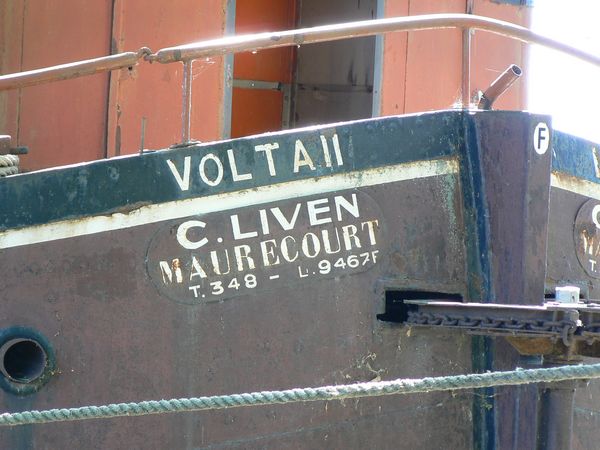 VOLTA II
F
C. LIVEN
MAURECOURT
T. 348 - L. 9467F